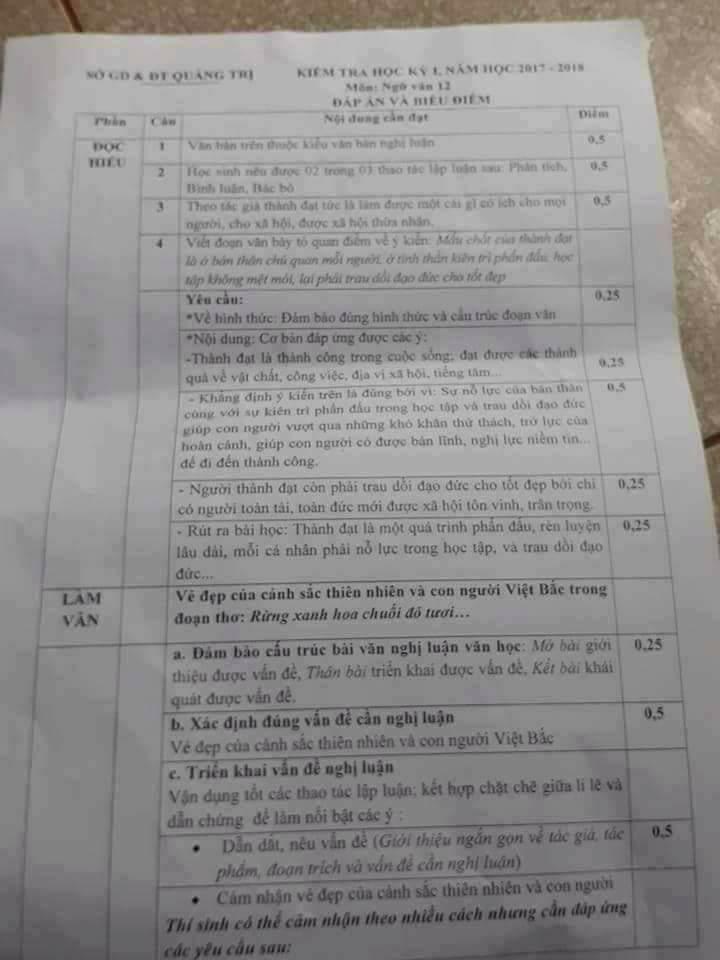 SỞ GD & ĐT QUẢNG TRỊ KIỂM TRA HỌC KỲ I, NĂM HỌC 2017 - 2018
Môn: Ngữ văn 12
ĐÁP ÁN VÀ BIỂU ĐIỂM
Phần Câu Nội dung cần đạt Điểm
ĐỌC HIỂU 1 Văn bản trên thuộc kiểu văn bản nghị luận 0,5
2 Học sinh nêu được 02 trong 03 thao tác lập luận sau: Phân tích,
Bình luận, Bác bỏ 0,5
3 Theo tác giả thành đạt tức là làm được một cái gì có ích cho mọi
người, cho xã hội, được xã hội thừa nhận. 0,5
4 Viết đoạn văn bày tỏ quan điểm về ý kiến: Mấu chốt của thành đạt
là ở bản thân chủ quan mỗi người, ở tinh thần kiên trì phấn đấu, học
tập không mệt mỏi, lại phải trau dồi đạo đức cho tốt đẹp
Yêu cầu: 0,25
*Về hình thức: Đảm bảo đúng hình thức và cấu trúc đoạn văn
*Nội dung: Cơ bản đáp ứng được các ý:
-Thành đạt là thành công trong cuộc sống; đạt được các thành
quả về vật chất, công việc, địa vị xã hội, tiếng tăm... 0,25
- Khẳng định ý kiến trên là đúng bởi vì: Sự nỗ lực của bản thân 0,5
cùng với sự kiên trì phấn đấu trong học tập và trau dồi đạo đức
giúp con người vượt qua những khó khăn thử thách, trở lực của
hoàn cảnh, giúp con người có được bản lĩnh, nghị lực niềm tin...
để đi đến thành công.
- Người thành đạt còn phải trau dồi đạo đức cho tốt đẹp bởi chỉ 0,25
có người toàn tài, toàn đức mới được xã hội tôn vinh, trân trọng.
- Rút ra bài học: Thành đạt là một quá trình phấn đấu, rèn luyện 0,25
lâu dài, mỗi cá nhân phải nỗ lực trong học tập, và trau dồi đạo
đức...
LÀM VĂN Vẻ đẹp của cảnh sắc thiên nhiên và con người Việt Bắc trong
đoạn thơ: Rừng xanh hoa chuối đỏ tươi...
a. Đảm bảo cấu trúc bài văn nghị luận văn học: Mở bài giới 0,25
thiệu được vấn đề, Thân bài triển khai được vấn đề, Kết bài khái
quát được vấn đề.
b. Xác định đúng vấn đề cần nghị luận 0,5
Vẻ đẹp của cảnh sắc thiên nhiên và con người Việt Bắc
c. Triển khai vấn đề nghị luận
Vận dụng tốt các thao tác lập luận; kết hợp chặt chẽ giữa lí lẽ và
dẫn chứng để làm nổi bật các ý :
• Dẫn dắt, nêu vấn đề (Giới thiệu ngắn gọn về tác giả, tác 0,5
phẩm, đoạn trích và vấn đề cần nghị luận)
• Cảm nhận vẻ đẹp của cảnh sắc thiên nhiên và con người
Thí sinh có thể cảm nhận theo nhiều cách nhưng cần đáp ứng
các yêu cầu sau: